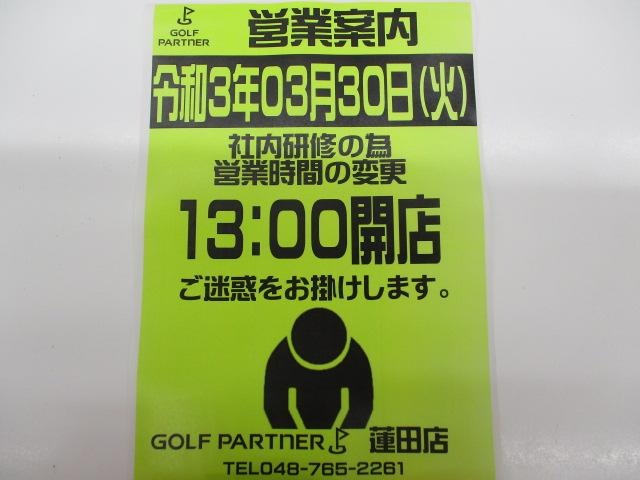 GOLF
PARTNER
営業案内
令和3年03月30日(火)
社内研修の為
営業時間の変更
13:00開店
ご迷惑をお掛けします。
GOLF PARTNER 蓮田店
TEL048-765-2261